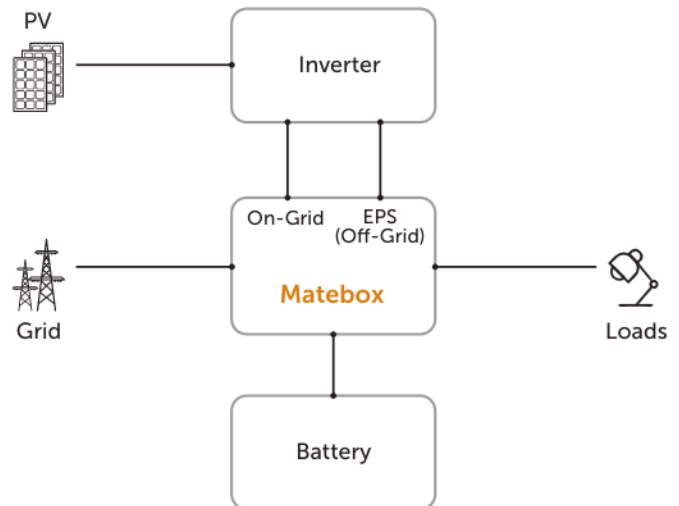 PV
Inverter
On-Grid
EPS
(Off-Grid)
Matebox
Grid
Loads
Battery